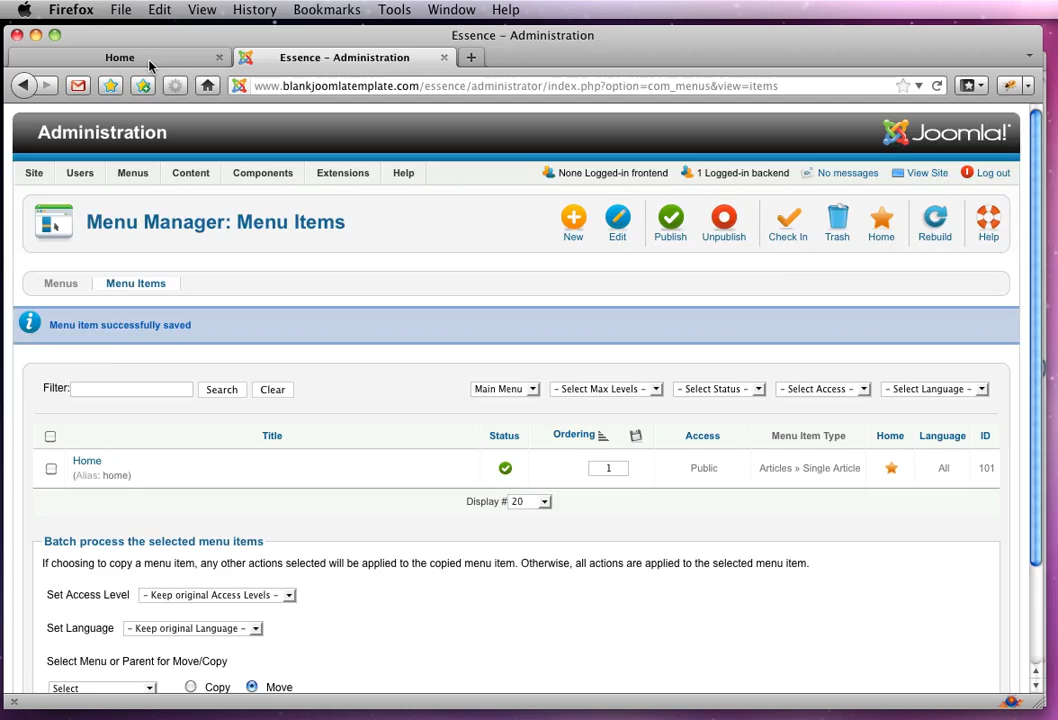 Firefox File Edit View History Bookmarks Tools Window Help
Essence – Administration
Home Essence – Administration
www.blankjoomlatemplate.com/essence/administrator/index.php?option=com_menus&view=items
Administration Joomla!
Site Users Menus Content Components Extensions Help None Logged-in frontend 1 Logged-in backend No messages View Site Log out
Menu Manager: Menu Items
New Edit Publish Unpublish Check In Trash Home Rebuild Help
Menus Menu Items
Menu item successfully saved
Filter: Search Clear Main Menu – Select Max Levels – – Select Status – – Select Access – – Select Language –
Title Status Ordering Access Menu Item Type Home Language ID
Home
(Alias: home) 1 Public Articles » Single Article All 101
Display # 20
Batch process the selected menu items
If choosing to copy a menu item, any other actions selected will be applied to the copied menu item. Otherwise, all actions are applied to the selected menu item.
Set Access Level – Keep original Access Levels –
Set Language – Keep original Language –
Select Menu or Parent for Move/Copy
Select Copy Move